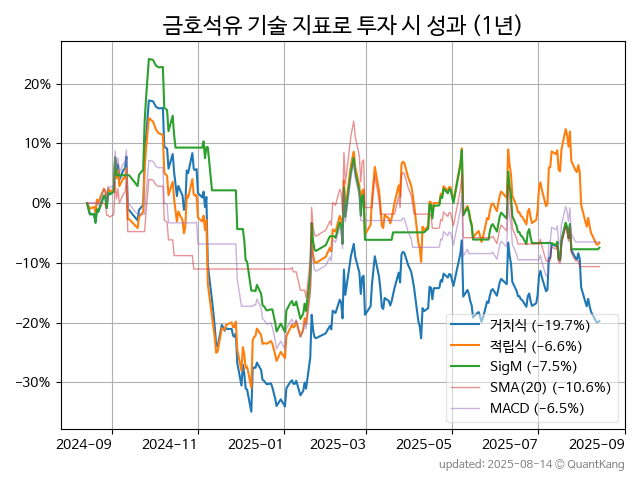 금호석유 기술 지표로 투자 시 성과 (1년)
20%
10%
0%
−10%
−20%
−30%
거치식 (−19.7%)
적립식 (−6.6%)
SigM (−7.5%)
SMA(20) (−10.6%)
MACD (−6.5%)
2024-09 2024-11 2025-01 2025-03 2025-05 2025-07 2025-09
updated: 2025-08-14 © QuantKang